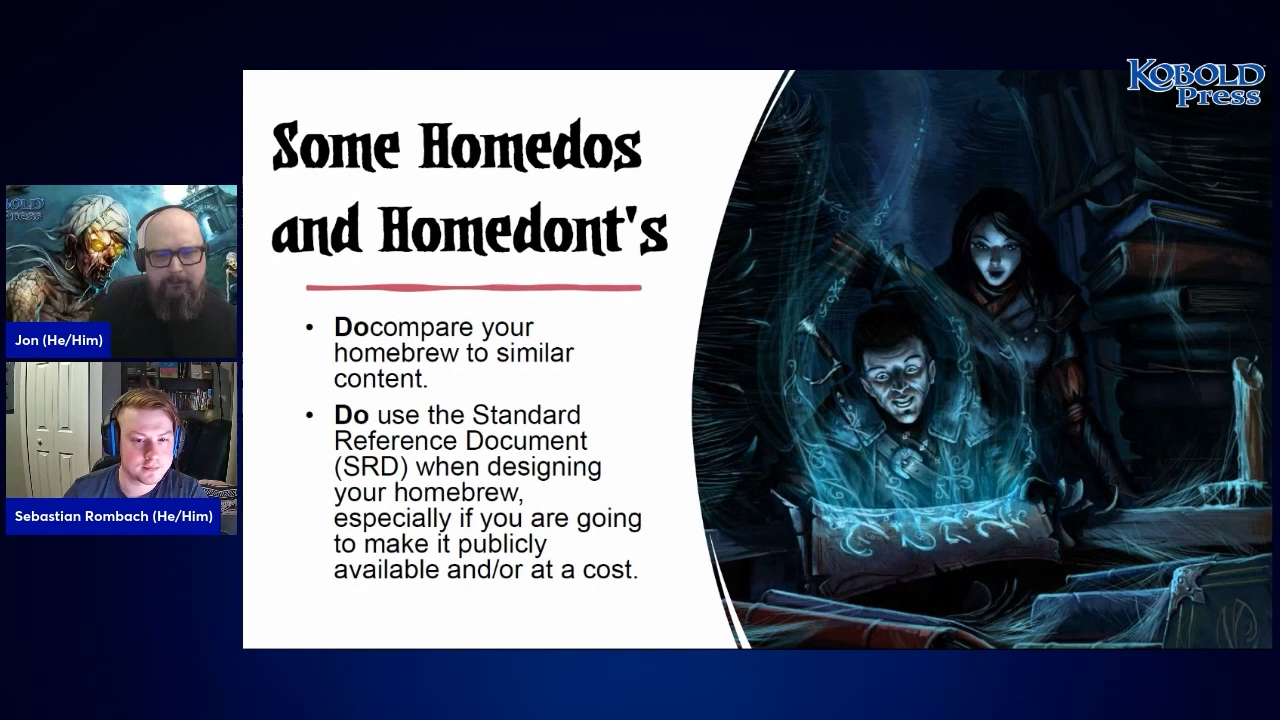 KOBOLD
Press
Some Homedos
and Homedont's
• Docompare your
homebrew to similar
content.
• Do use the Standard
Reference Document
(SRD) when designing
your homebrew,
especially if you are going
to make it publicly
available and/or at a cost.
Jon (He/Him)
Sebastian Rombach (He/Him)